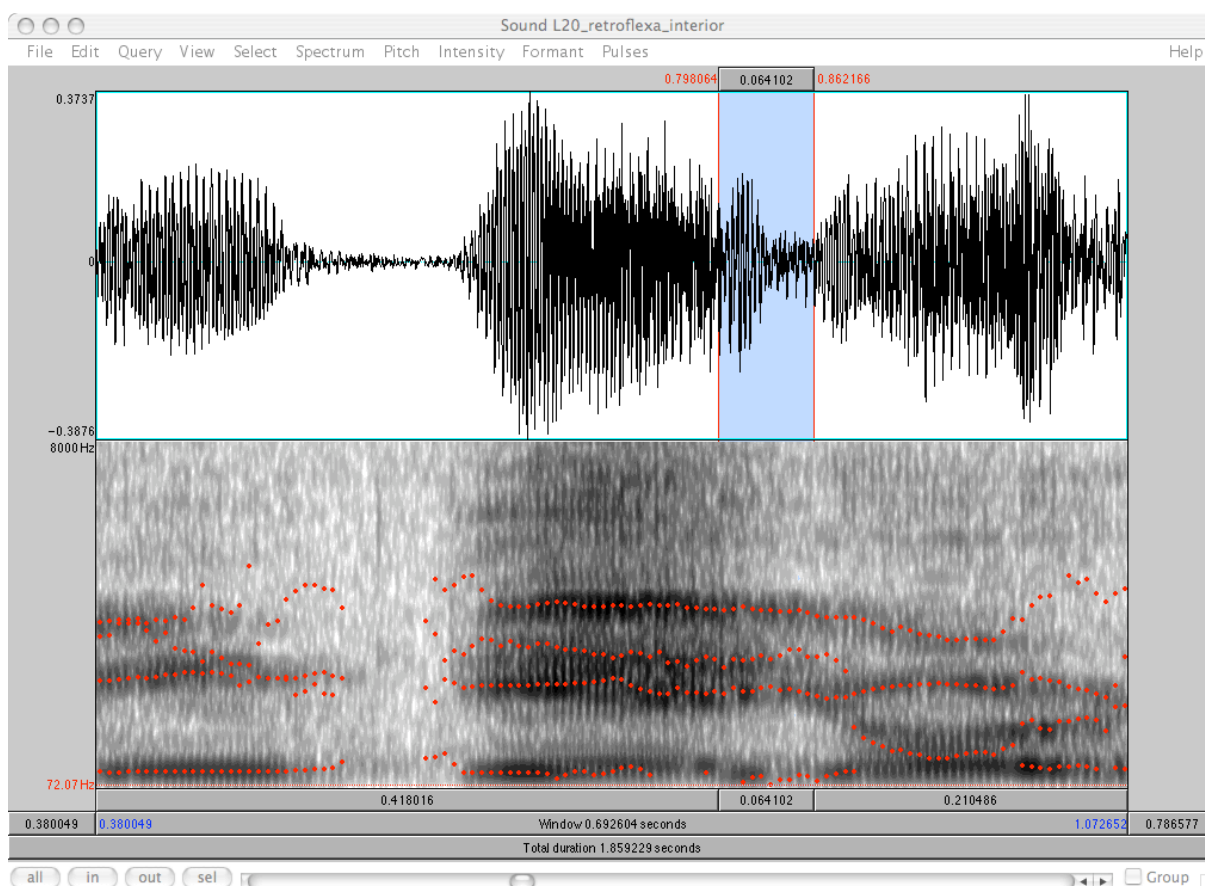 Sound L20_retroflexa_interior
File Edit Query View Select Spectrum Pitch Intensity Formant Pulses Help
0.798064 0.064102 0.862166
0.3737
0
−0.3876
8000 Hz
72.07 Hz
0.418016 0.064102 0.210486
0.380049 0.380049 Window 0.692604 seconds 1.072652 0.786577
Total duration 1.859229 seconds
all in out sel Group